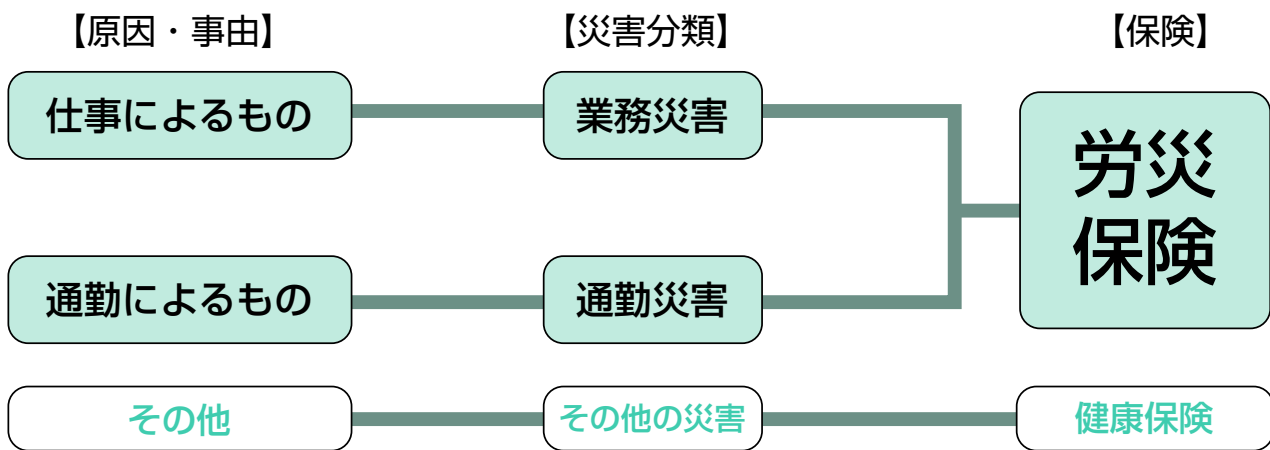 【原因・事由】
【災害分類】
【保険】
仕事によるもの
業務災害
労災
保険
通勤によるもの
通勤災害
その他
その他の災害
健康保険